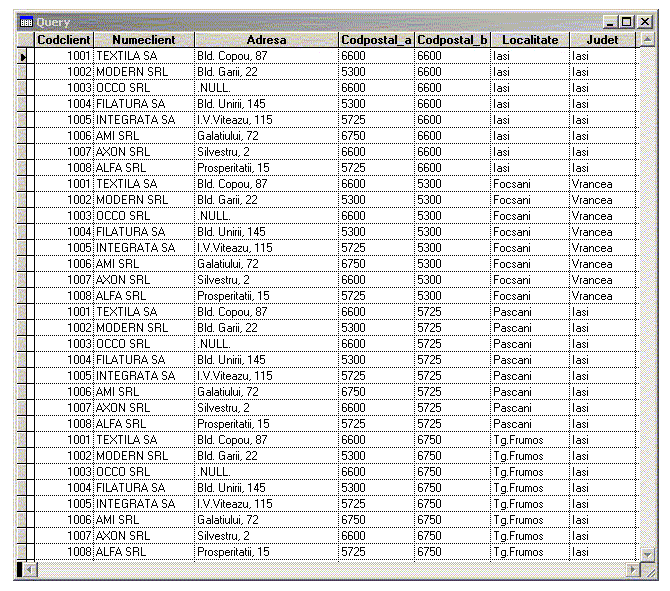 Query
Codclient Numeclient Adresa Codpostal_a Codpostal_b Localitate Judet
1001 TEXTILA SA Bld. Copou, 87 6600 6600 Iasi Iasi
1002 MODERN SRL Bld. Garii, 22 5300 6600 Iasi Iasi
1003 OCCO SRL .NULL. 6600 6600 Iasi Iasi
1004 FILATURA SA Bld. Unirii, 145 5300 6600 Iasi Iasi
1005 INTEGRATA SA I.V.Viteazu, 115 5725 6600 Iasi Iasi
1006 AMI SRL Galatiului, 72 6750 6600 Iasi Iasi
1007 AXON SRL Silvestru, 2 6600 6600 Iasi Iasi
1008 ALFA SRL Prosperitatii, 15 5725 6600 Iasi Iasi
1001 TEXTILA SA Bld. Copou, 87 6600 5300 Focsani Vrancea
1002 MODERN SRL Bld. Garii, 22 5300 5300 Focsani Vrancea
1003 OCCO SRL .NULL. 6600 5300 Focsani Vrancea
1004 FILATURA SA Bld. Unirii, 145 5300 5300 Focsani Vrancea
1005 INTEGRATA SA I.V.Viteazu, 115 5725 5300 Focsani Vrancea
1006 AMI SRL Galatiului, 72 6750 5300 Focsani Vrancea
1007 AXON SRL Silvestru, 2 6600 5300 Focsani Vrancea
1008 ALFA SRL Prosperitatii, 15 5725 5300 Focsani Vrancea
1001 TEXTILA SA Bld. Copou, 87 6600 5725 Pascani Iasi
1002 MODERN SRL Bld. Garii, 22 5300 5725 Pascani Iasi
1003 OCCO SRL .NULL. 6600 5725 Pascani Iasi
1004 FILATURA SA Bld. Unirii, 145 5300 5725 Pascani Iasi
1005 INTEGRATA SA I.V.Viteazu, 115 5725 5725 Pascani Iasi
1006 AMI SRL Galatiului, 72 6750 5725 Pascani Iasi
1007 AXON SRL Silvestru, 2 6600 5725 Pascani Iasi
1008 ALFA SRL Prosperitatii, 15 5725 5725 Pascani Iasi
1001 TEXTILA SA Bld. Copou, 87 6600 6750 Tg.Frumos Iasi
1002 MODERN SRL Bld. Garii, 22 5300 6750 Tg.Frumos Iasi
1003 OCCO SRL .NULL. 6600 6750 Tg.Frumos Iasi
1004 FILATURA SA Bld. Unirii, 145 5300 6750 Tg.Frumos Iasi
1005 INTEGRATA SA I.V.Viteazu, 115 5725 6750 Tg.Frumos Iasi
1006 AMI SRL Galatiului, 72 6750 6750 Tg.Frumos Iasi
1007 AXON SRL Silvestru, 2 6600 6750 Tg.Frumos Iasi
1008 ALFA SRL Prosperitatii, 15 5725 6750 Tg.Frumos Iasi